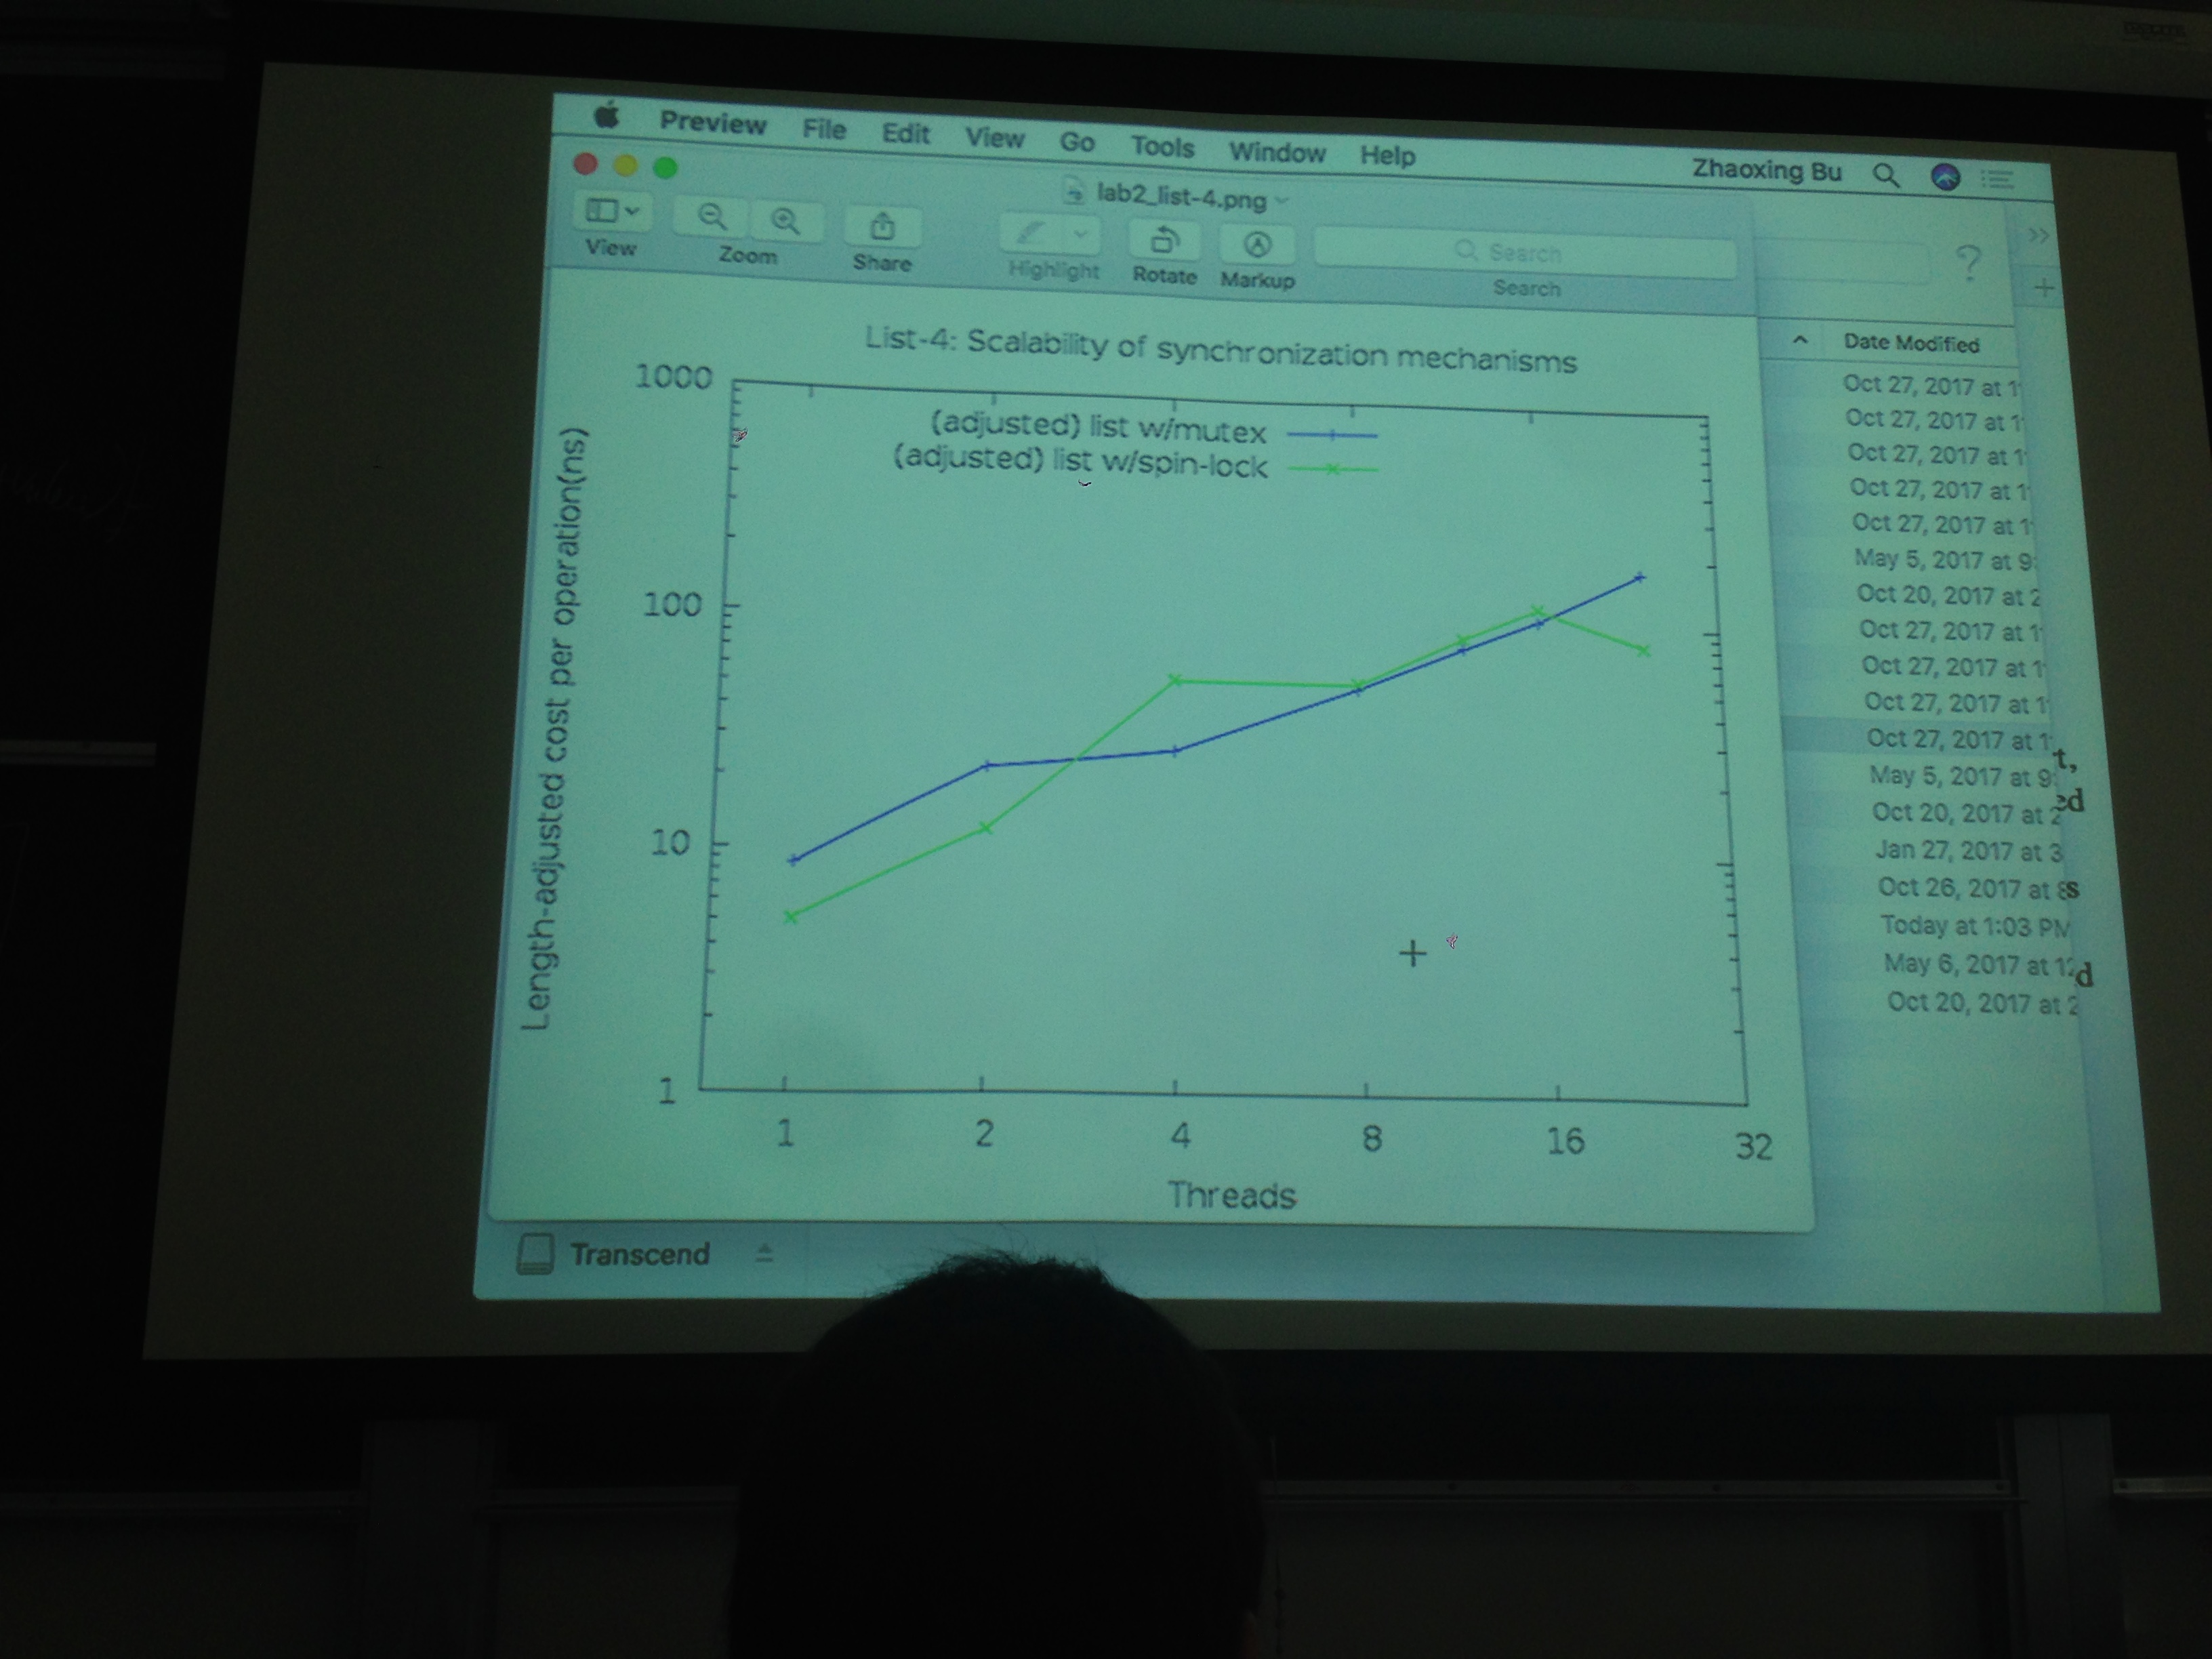 Preview File Edit View Go Tools Window Help Zhaoxing Bu
lab2_list-4.png
View Zoom Share Highlight Rotate Markup Search
Search
?
Date Modified
List-4: Scalability of synchronization mechanisms
(adjusted) list w/mutex
(adjusted) list w/spin-lock
Length-adjusted cost per operation(ns)
1000
100
10
1
1 2 4 8 16 32
Threads
Oct 27, 2017 at 1
Oct 27, 2017 at 1
Oct 27, 2017 at 1
Oct 27, 2017 at 1
Oct 27, 2017 at 1
May 5, 2017 at 9:
Oct 20, 2017 at 2
Oct 27, 2017 at 1
Oct 27, 2017 at 1
Oct 27, 2017 at 1
Oct 27, 2017 at 1
t,
May 5, 2017 at 9:
ed
Oct 20, 2017 at 2
Jan 27, 2017 at 3
Oct 26, 2017 at 8
s
Today at 1:03 PM
May 6, 2017 at 12
d
Oct 20, 2017 at 2
Transcend